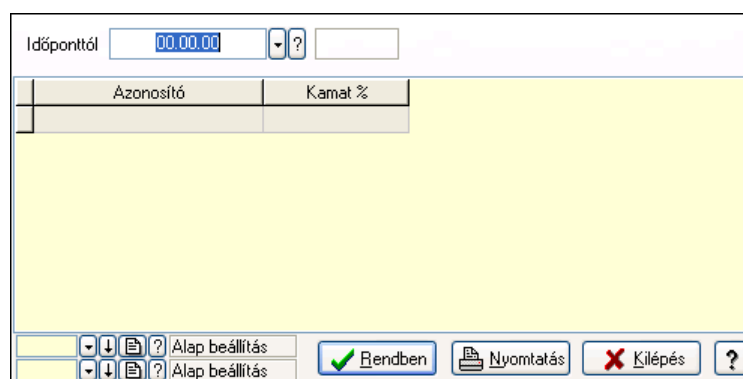 Időponttól 00.00.00 ?
Azonosító Kamat %
? Alap beállítás
? Alap beállítás
Rendben Nyomtatás Kilépés ?